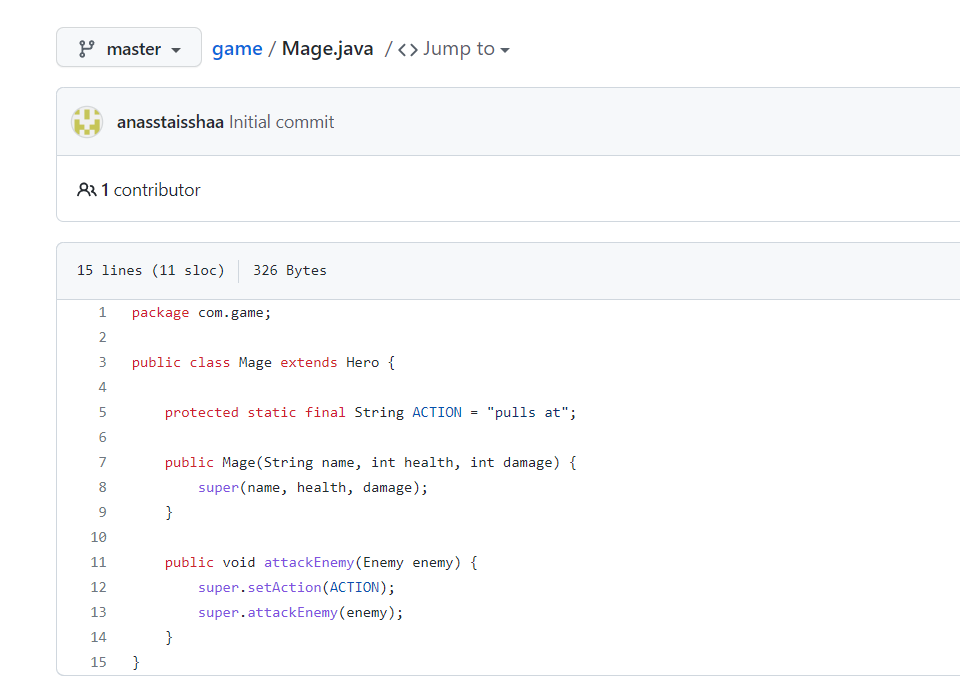 master game / Mage.java / <> Jump to
anasstaisshaa Initial commit
1 contributor
15 lines (11 sloc) 326 Bytes
1 package com.game;
2
3 public class Mage extends Hero {
4
5     protected static final String ACTION = "pulls at";
6
7     public Mage(String name, int health, int damage) {
8         super(name, health, damage);
9     }
10
11     public void attackEnemy(Enemy enemy) {
12         super.setAction(ACTION);
13         super.attackEnemy(enemy);
14     }
15 }